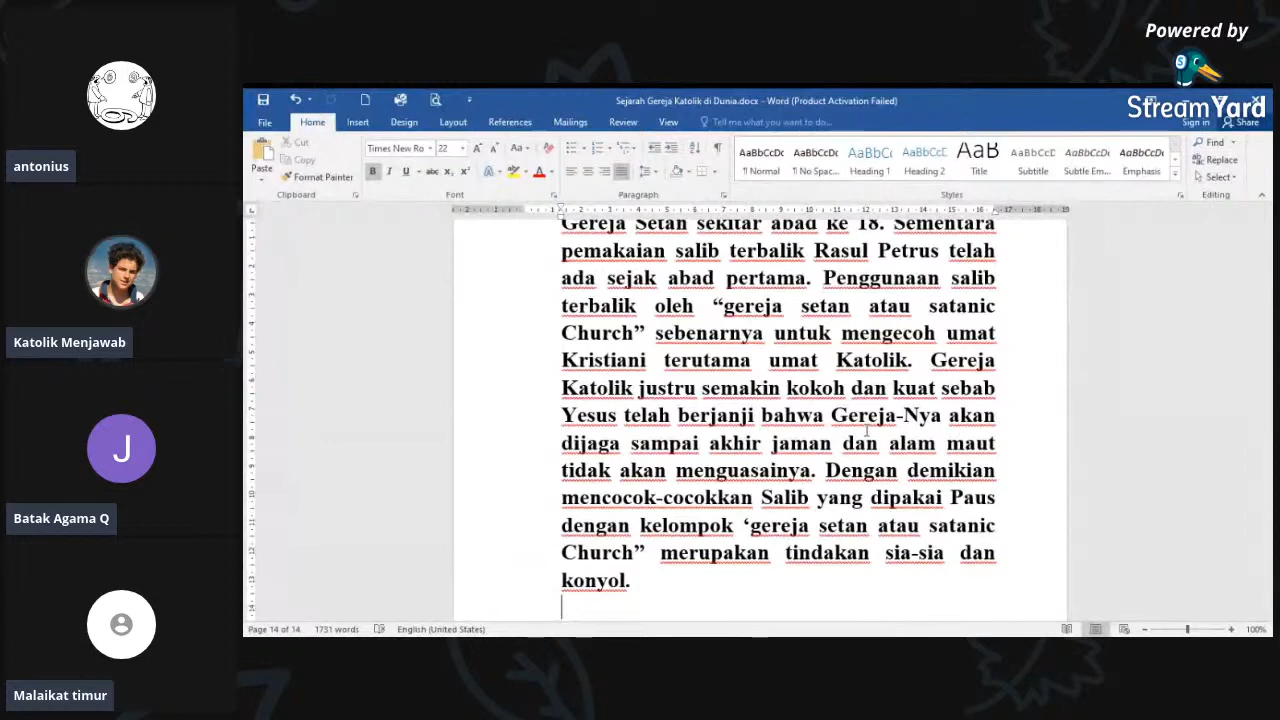 Powered by
StreamYard
antonius
Katolik Menjawab
J
Batak Agama Q
Malaikat timur
Sejarah Gereja Katolik di Dunia.docx - Word (Product Activation Failed)
File Home Insert Design Layout References Mailings Review View Tell me what you want to do... Sign in Share
Paste Cut
Copy
Format Painter
Clipboard
Times New Ro 22
Font
Paragraph
AaBbCcDc AaBbCcDc AaBbCc AaBbCcC AaB AaBbCcD AaBbCcDc AaBbCcDc
¶ Normal ¶ No Spac... Heading 1 Heading 2 Title Subtitle Subtle Em... Emphasis
Styles
Find
Replace
Select
Editing
Gereja Setan sekitar abad ke 18. Sementara
pemakaian salib terbalik Rasul Petrus telah
ada sejak abad pertama. Penggunaan salib
terbalik oleh “gereja setan atau satanic
Church” sebenarnya untuk mengecoh umat
Kristiani terutama umat Katolik. Gereja
Katolik justru semakin kokoh dan kuat sebab
Yesus telah berjanji bahwa Gereja-Nya akan
dijaga sampai akhir jaman dan alam maut
tidak akan menguasainya. Dengan demikian
mencocok-cocokkan Salib yang dipakai Paus
dengan kelompok ‘gereja setan atau satanic
Church” merupakan tindakan sia-sia dan
konyol.
Page 14 of 14 1731 words English (United States) 100%